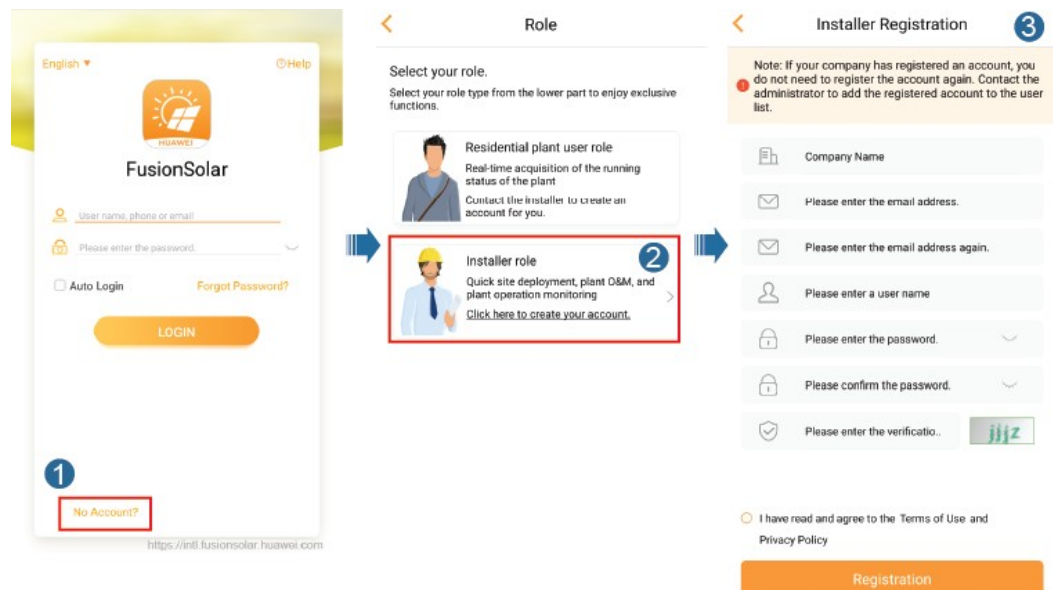 English ▼
Help
HUAWEI
FusionSolar
User name, phone or email
Please enter the password.
Auto Login
Forgot Password?
LOGIN
1
No Account?
https://intl.fusionsolar.huawei.com
Role
Select your role.
Select your role type from the lower part to enjoy exclusive
functions.
Residential plant user role
Real-time acquisition of the running
status of the plant
Contact the installer to create an
account for you.
2
Installer role
Quick site deployment, plant O&M, and
plant operation monitoring
Click here to create your account.
Installer Registration
3
Note: If your company has registered an account, you
do not need to register the account again. Contact the
administrator to add the registered account to the user
list.
Company Name
Please enter the email address.
Please enter the email address again.
Please enter a user name
Please enter the password.
Please confirm the password.
Please enter the verificatio..
jjjz
I have read and agree to the Terms of Use and
Privacy Policy
Registration